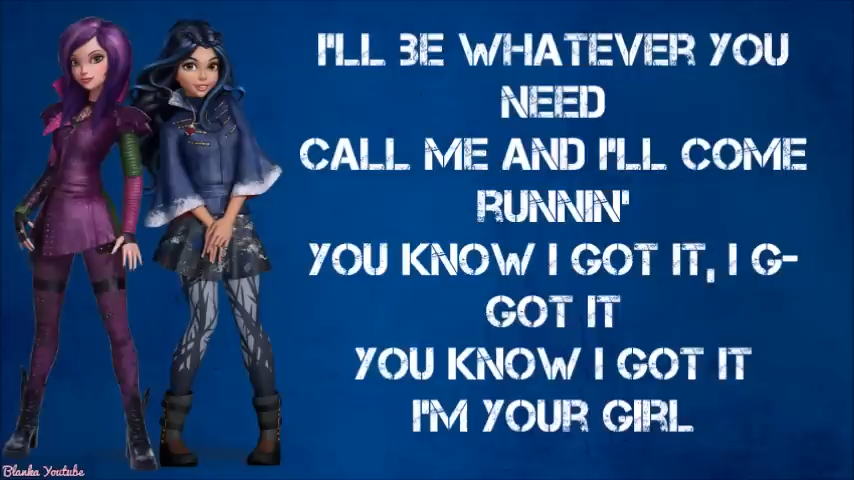 I'LL BE WHATEVER YOU
NEED
CALL ME AND I'LL COME
RUNNIN'
YOU KNOW I GOT IT, I G-
GOT IT
YOU KNOW I GOT IT
I'M YOUR GIRL
Blanka Youtube